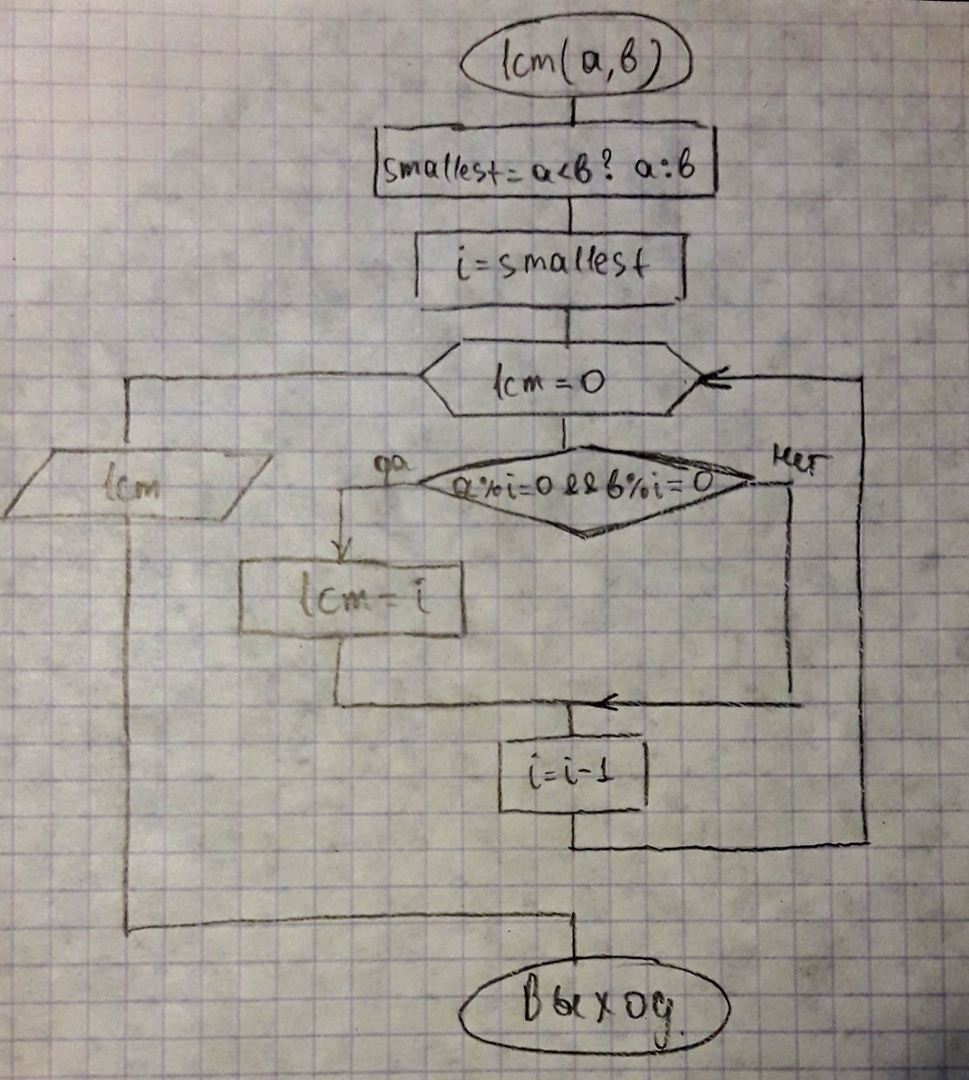 lcm(a,b)
smallest = a<b? a:b
i=smallest
lcm = 0
да
a%i=0 && b%i=0
нет
lcm
lcm = i
i=i-1
Выход